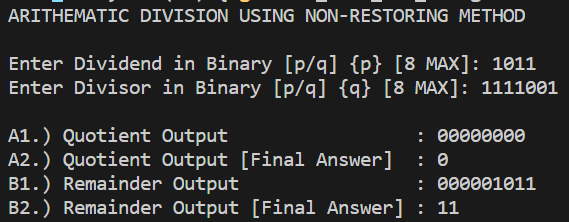 ARITHEMATIC DIVISION USING NON-RESTORING METHOD
Enter Dividend in Binary [p/q] {p} [8 MAX]: 1011
Enter Divisor in Binary [p/q] {q} [8 MAX]: 1111001
A1.) Quotient Output : 00000000
A2.) Quotient Output [Final Answer] : 0
B1.) Remainder Output : 000001011
B2.) Remainder Output [Final Answer] : 11